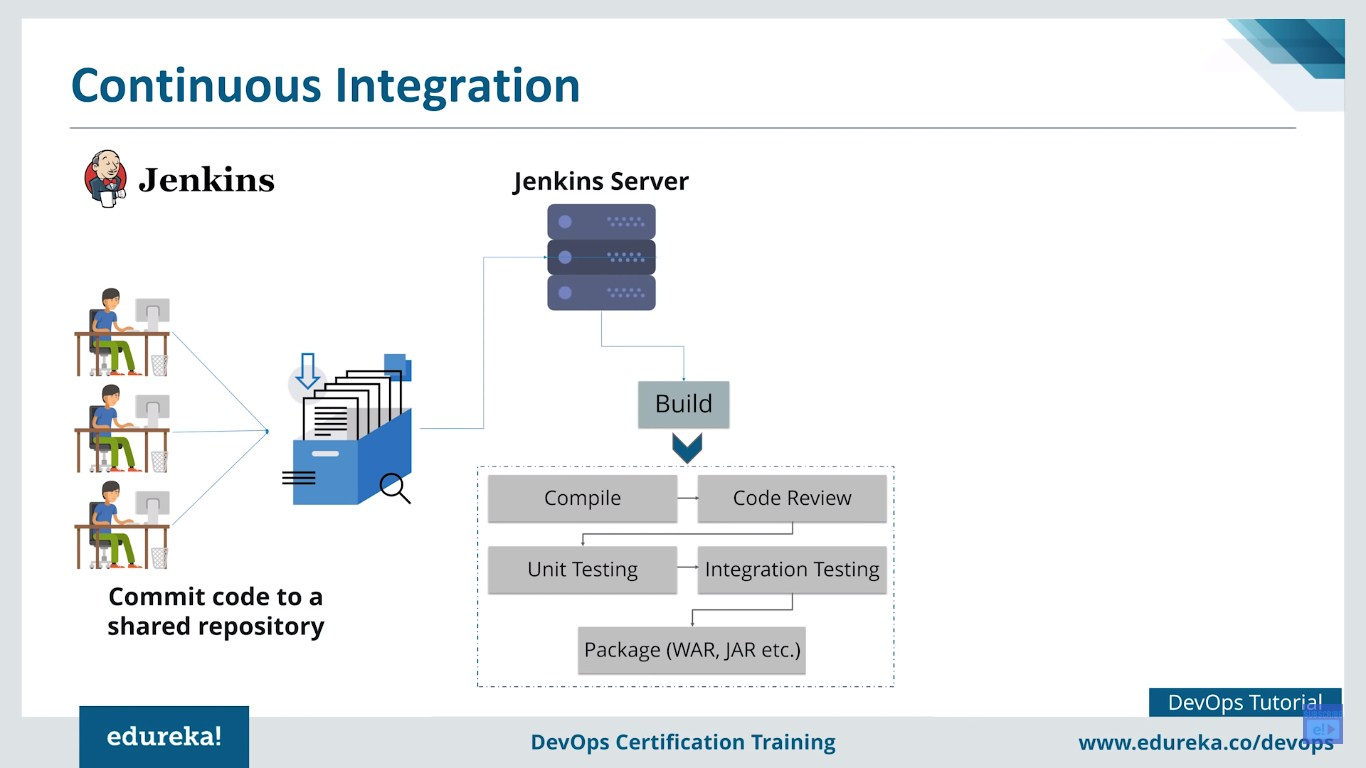 Continuous Integration
Jenkins
Jenkins Server
Build
Compile
Code Review
Unit Testing
Integration Testing
Package (WAR, JAR etc.)
Commit code to a
shared repository
DevOps Tutorial
edureka!
DevOps Certification Training
www.edureka.co/devops
e!